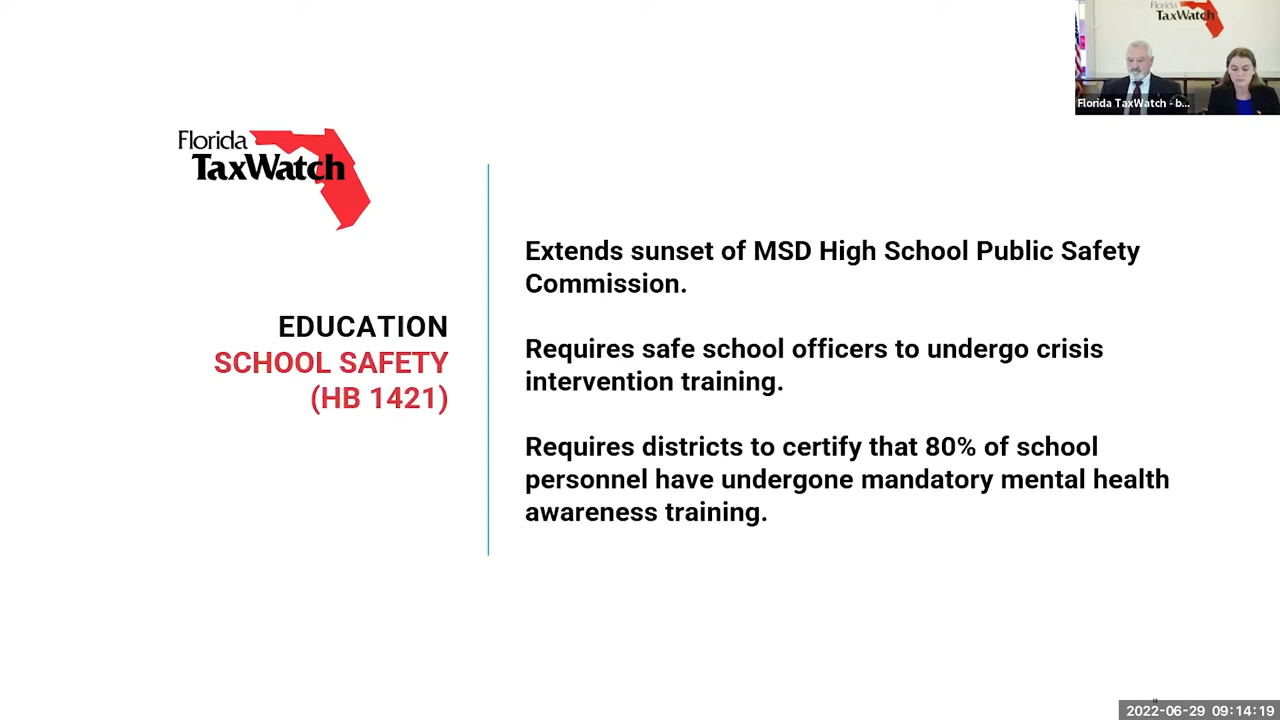 Florida
TaxWatch
Florida TaxWatch - b...
Florida
TaxWatch
EDUCATION
SCHOOL SAFETY
(HB 1421)
Extends sunset of MSD High School Public Safety
Commission.
Requires safe school officers to undergo crisis
intervention training.
Requires districts to certify that 80% of school
personnel have undergone mandatory mental health
awareness training.
2022-06-29 09:14:19